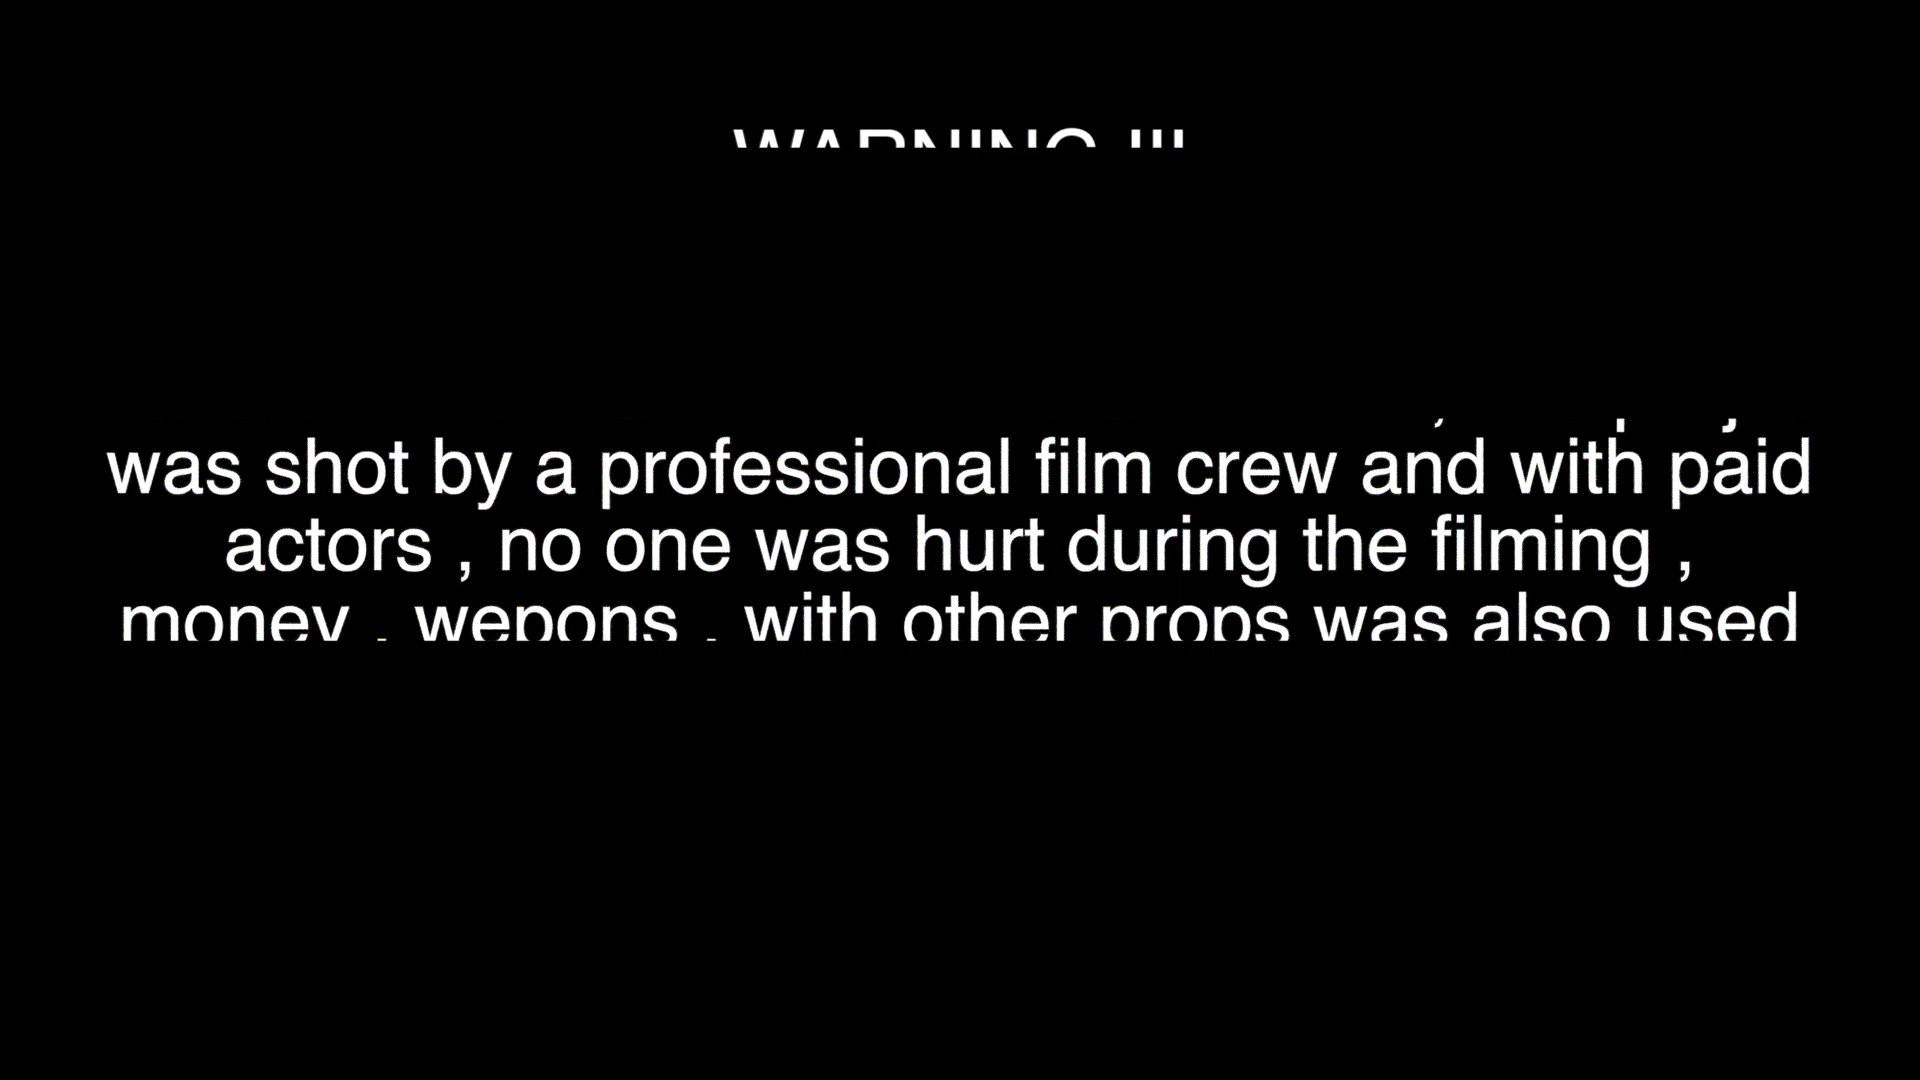 WARNING !!!
was shot by a professional film crew and with paid
actors , no one was hurt during the filming ,
money , wepons , with other props was also used